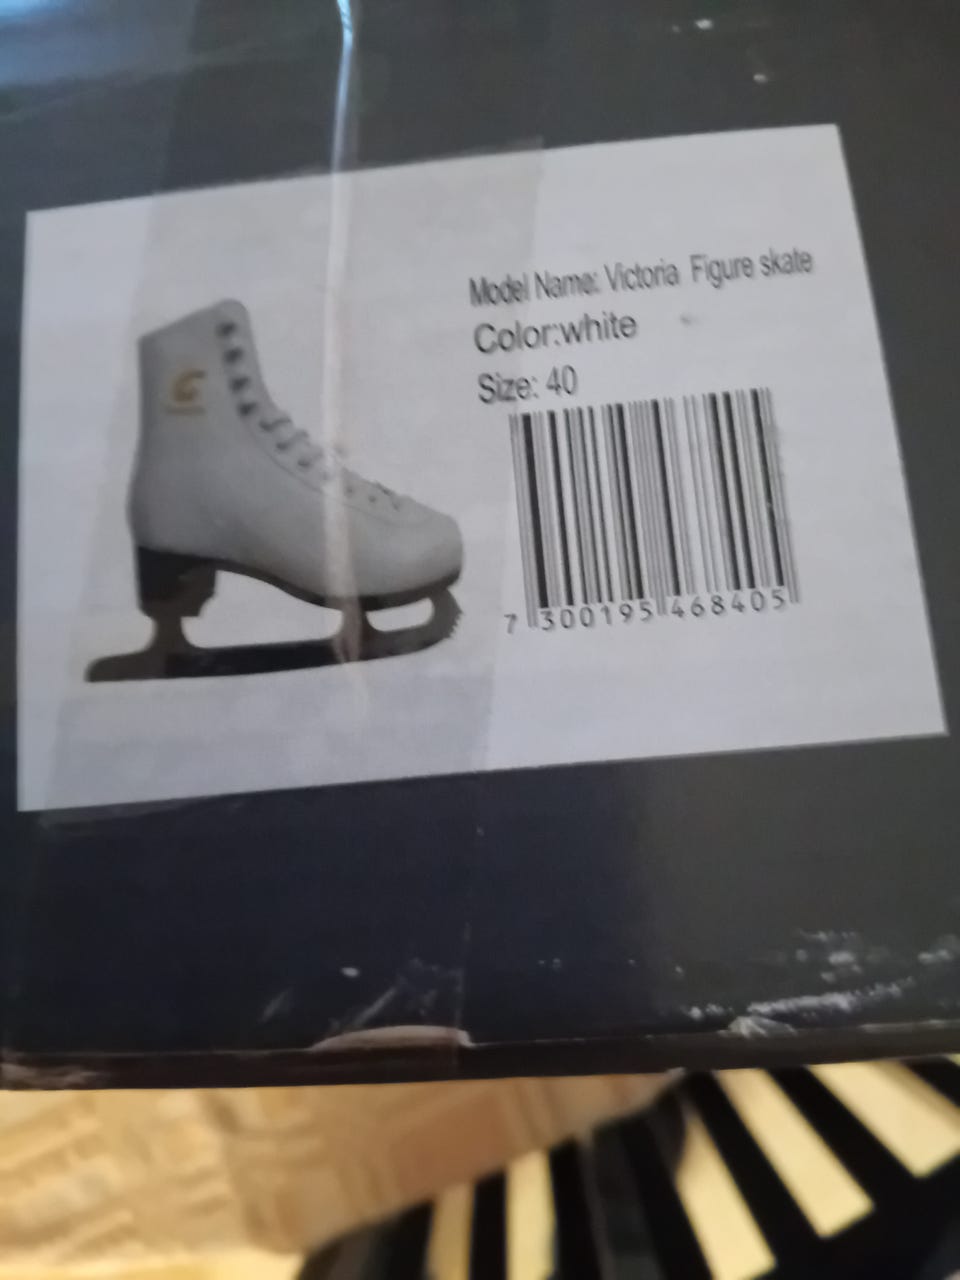 Model Name: Victoria Figure skate
Color:white
Size: 40
7 300195 468405